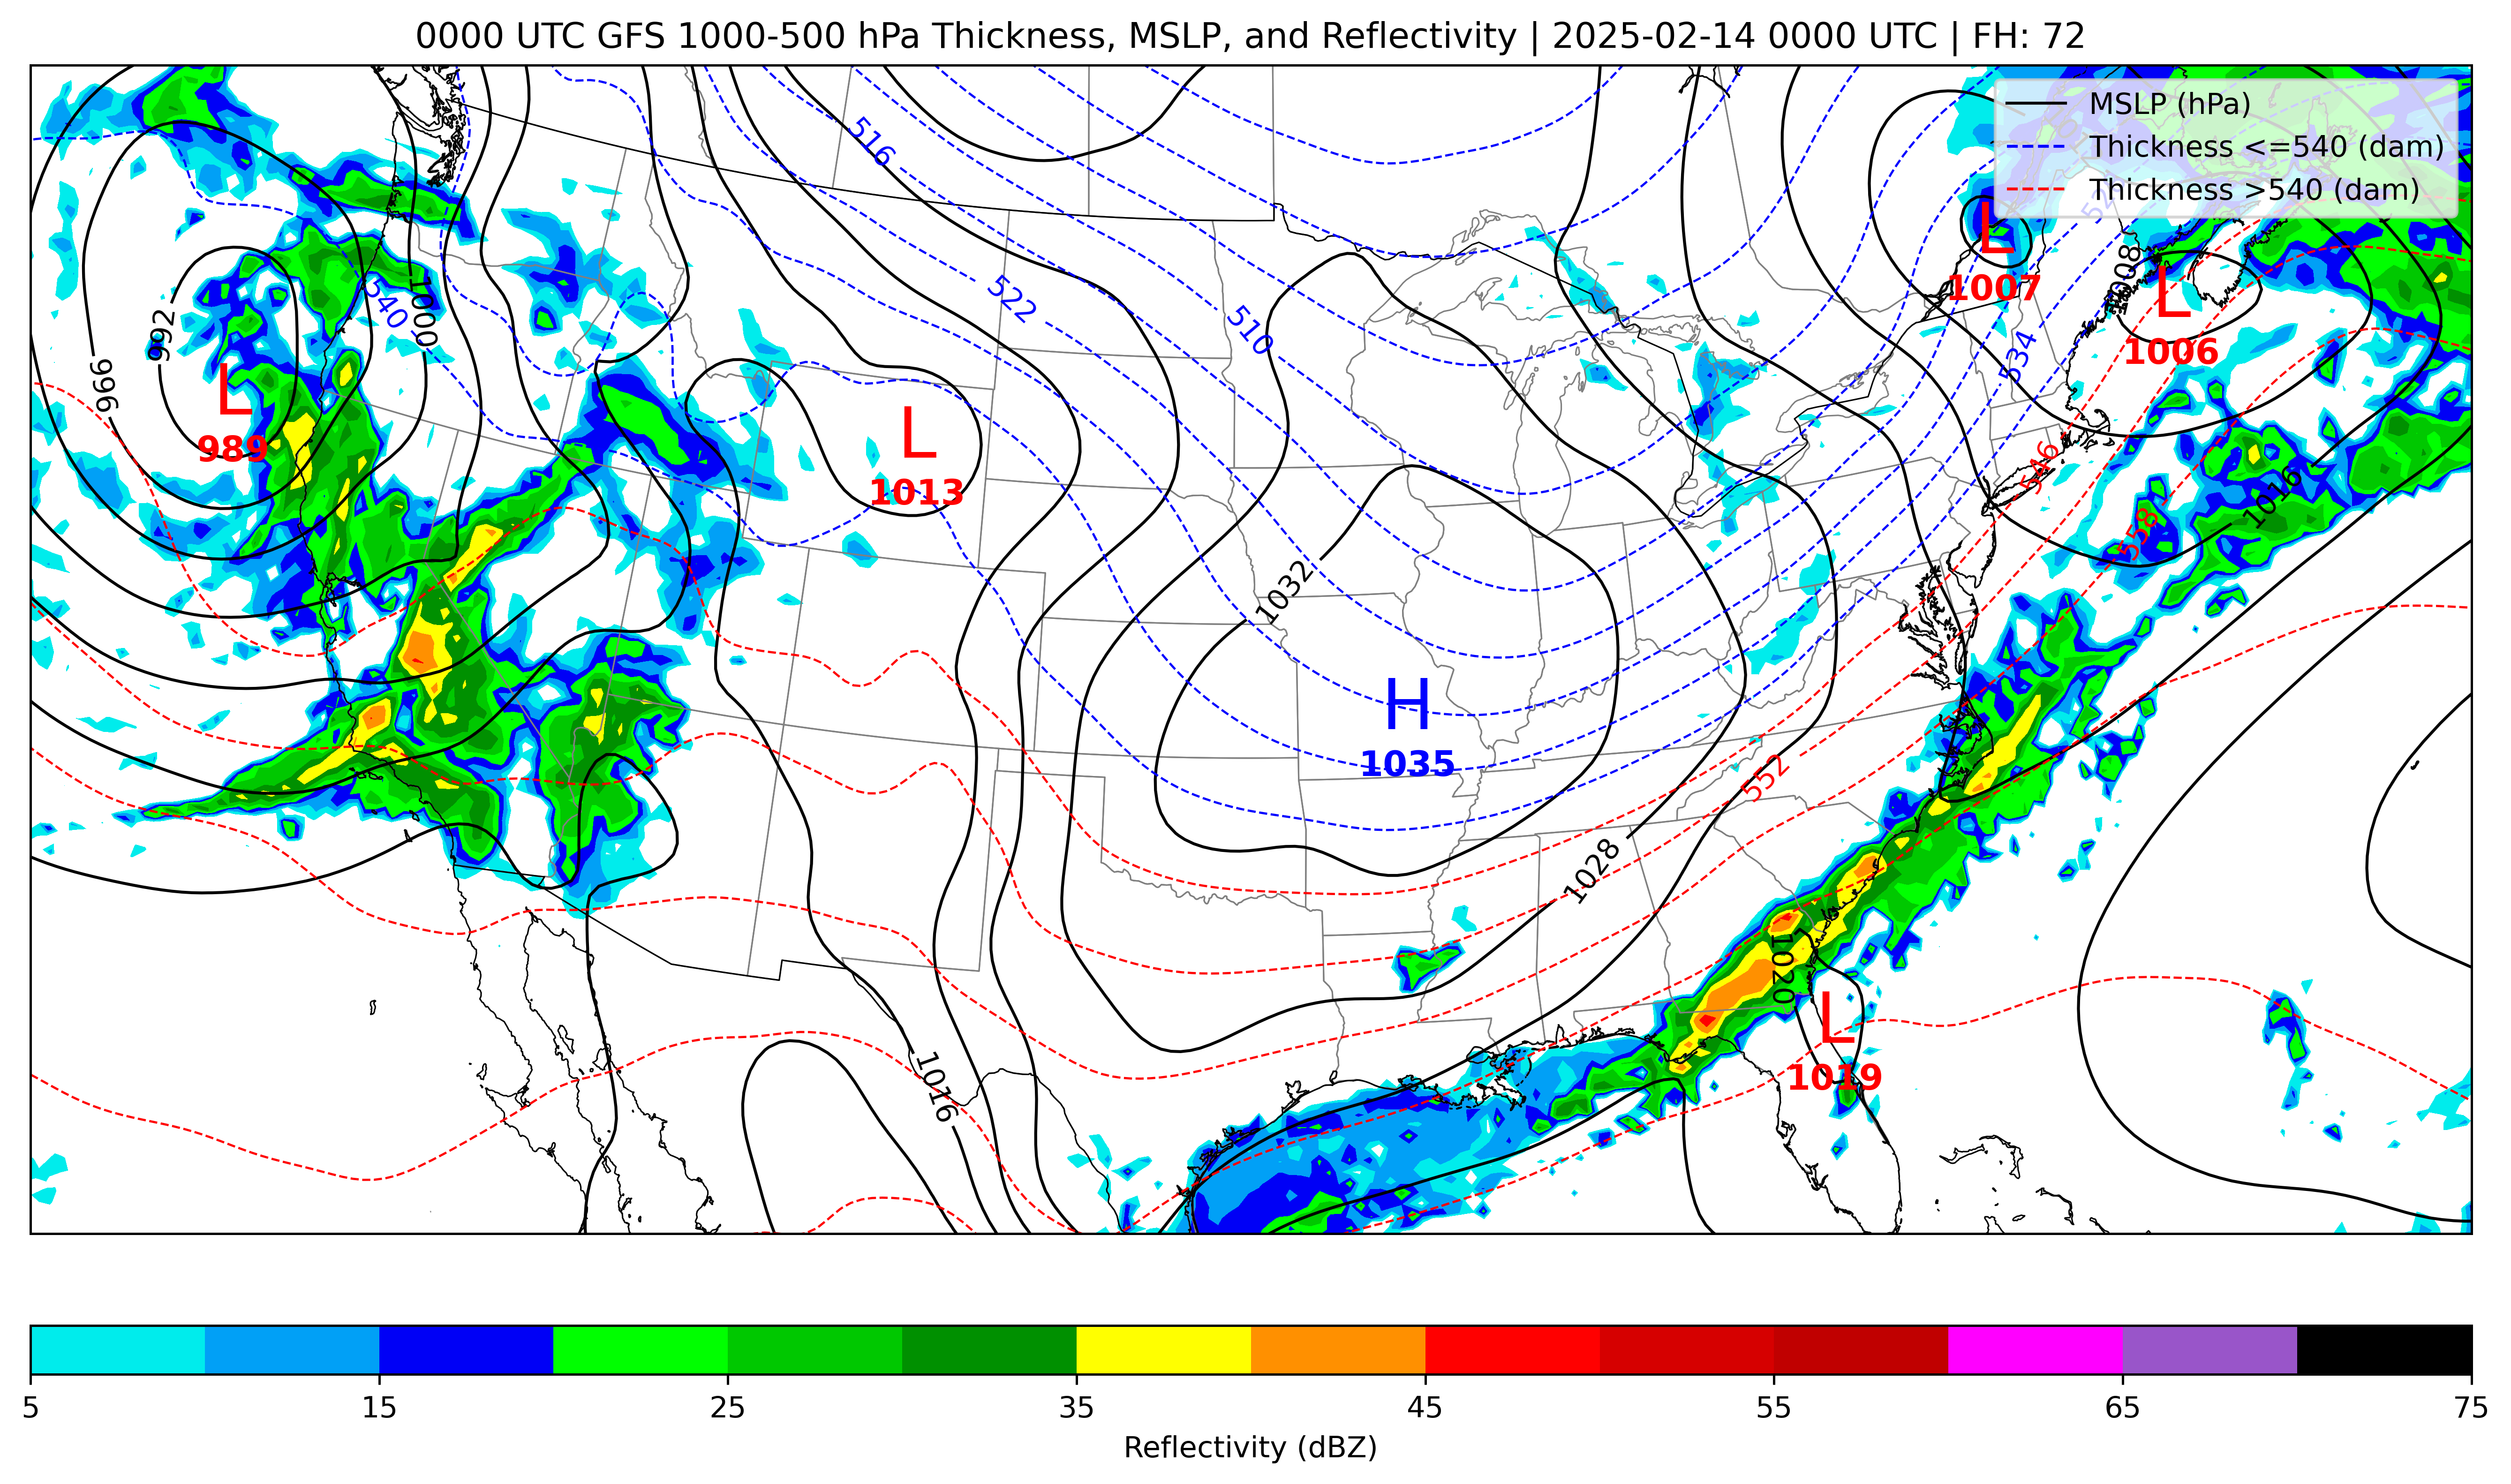 0000 UTC GFS 1000-500 hPa Thickness, MSLP, and Reflectivity | 2025-02-14 0000 UTC | FH: 72
MSLP (hPa)
Thickness <=540 (dam)
Thickness >540 (dam)
516
522
510
540
1000
992
996
L
989
L
1013
L
1007
L
1006
1008
534
546
558
1016
1032
H
1035
552
1028
1020
L
1019
1016
5 15 25 35 45 55 65 75
Reflectivity (dBZ)